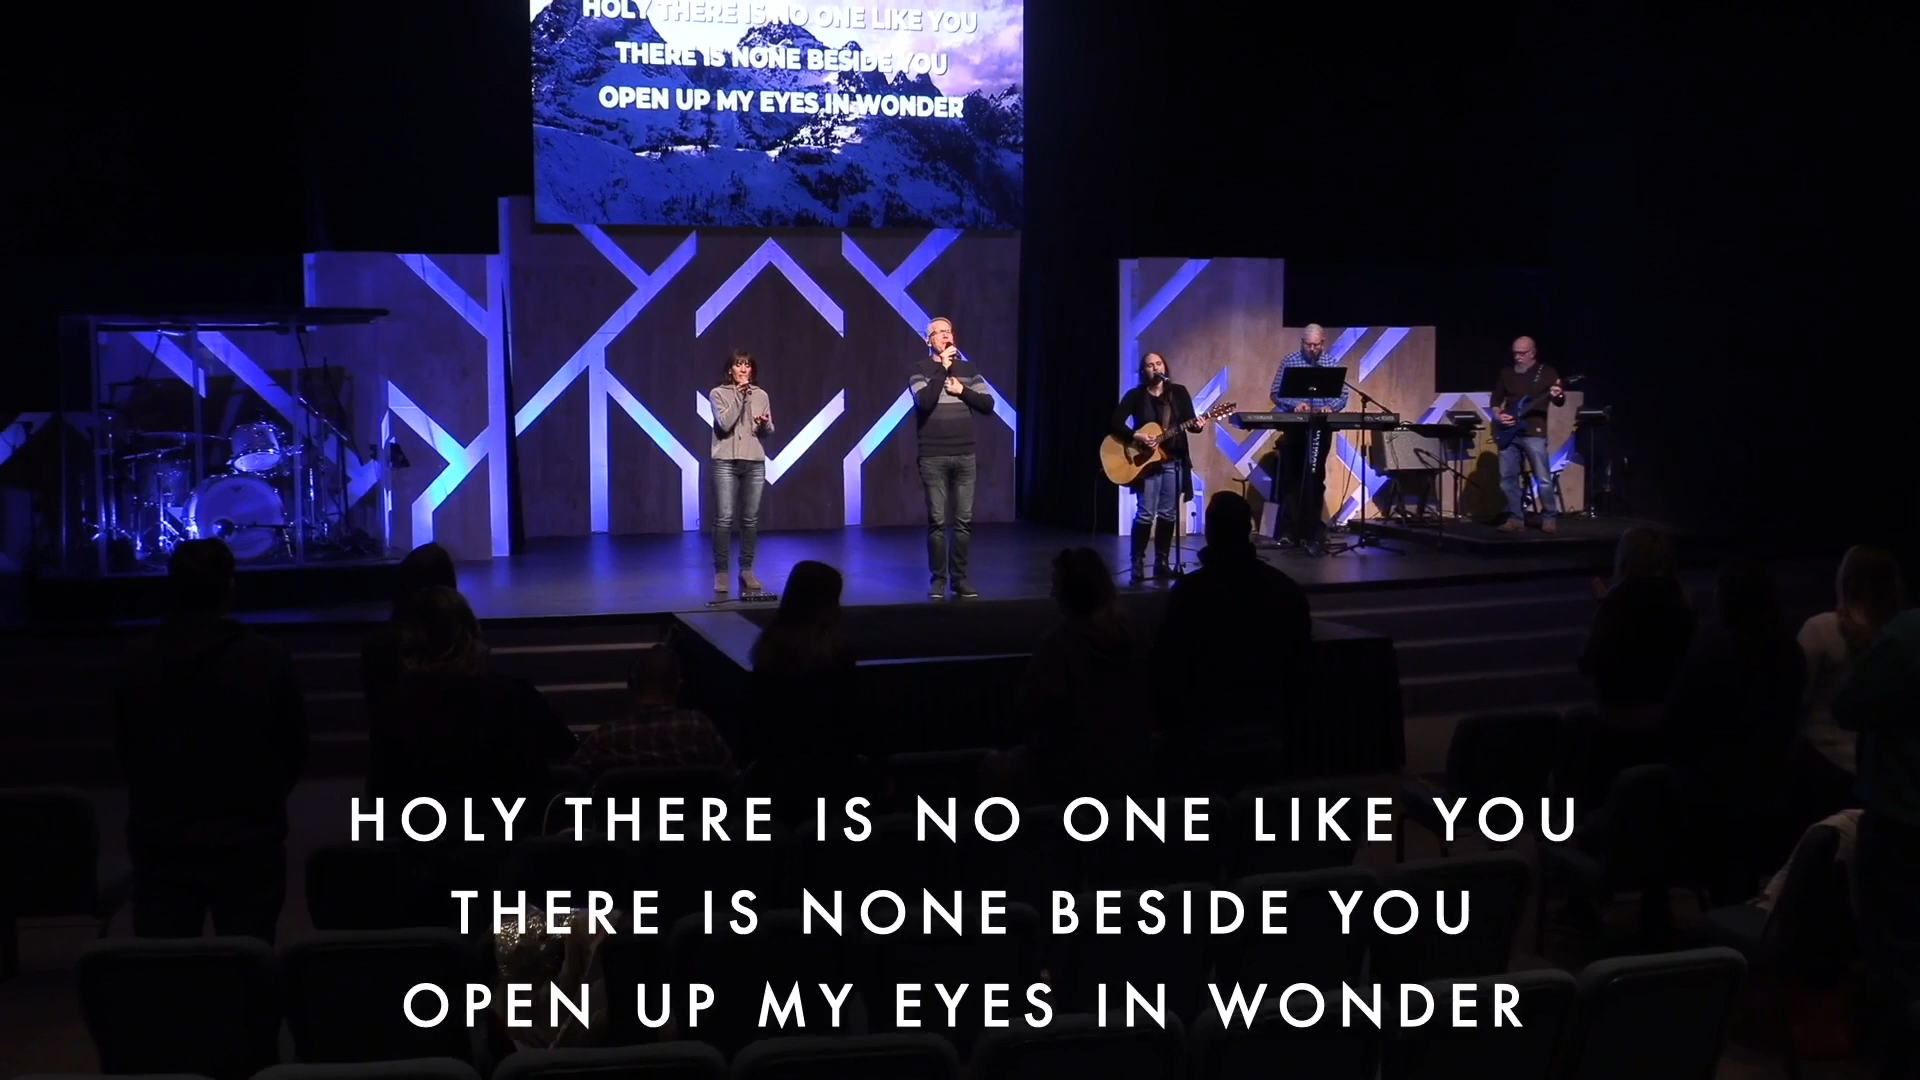 HOLY THERE IS NO ONE LIKE YOU
THERE IS NONE BESIDE YOU
OPEN UP MY EYES IN WONDER
YAMAHA
HOLY THERE IS NO ONE LIKE YOU
THERE IS NONE BESIDE YOU
OPEN UP MY EYES IN WONDER